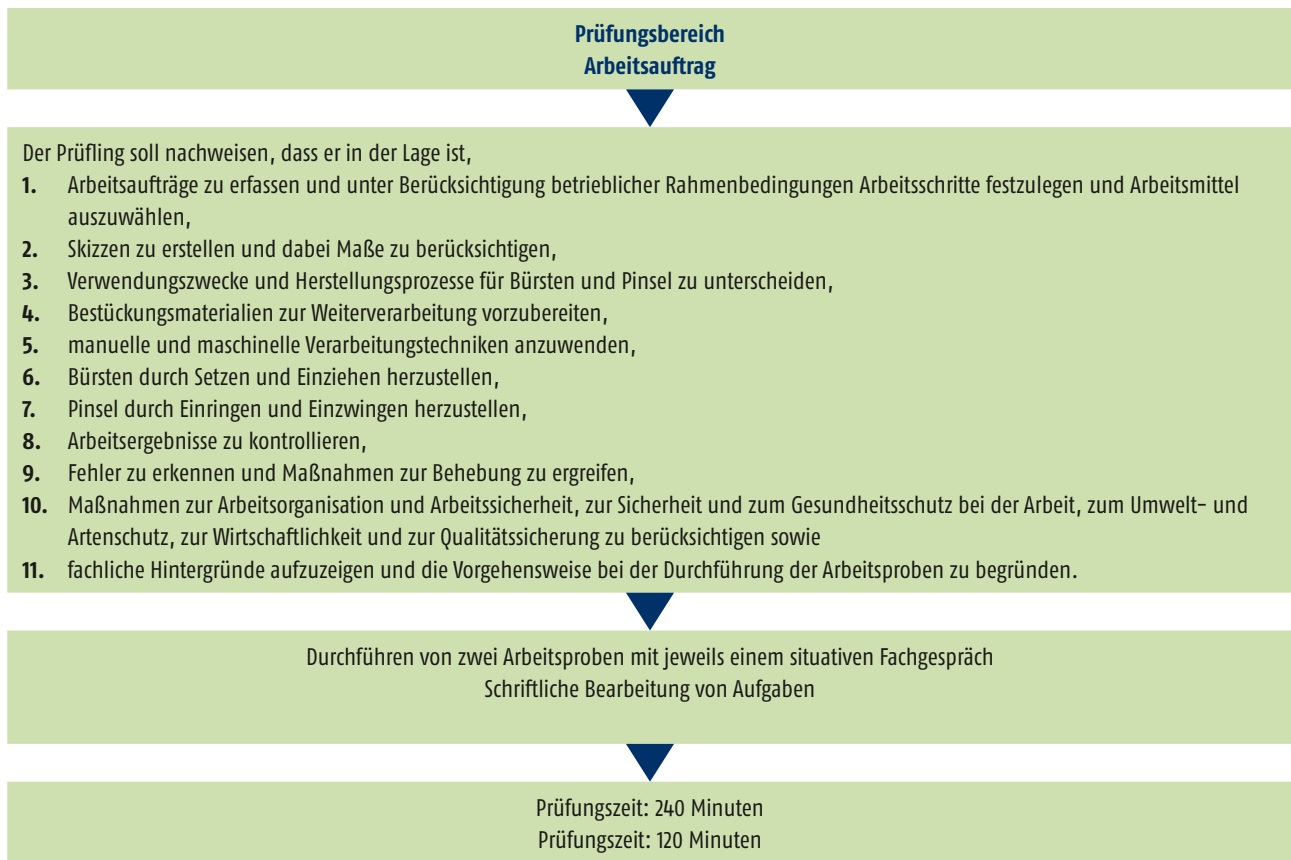 Prüfungsbereich
Arbeitsauftrag
Der Prüfling soll nachweisen, dass er in der Lage ist,
1. Arbeitsaufträge zu erfassen und unter Berücksichtigung betrieblicher Rahmenbedingungen Arbeitsschritte festzulegen und Arbeitsmittel
auszuwählen,
2. Skizzen zu erstellen und dabei Maße zu berücksichtigen,
3. Verwendungszwecke und Herstellungsprozesse für Bürsten und Pinsel zu unterscheiden,
4. Bestückungsmaterialien zur Weiterverarbeitung vorzubereiten,
5. manuelle und maschinelle Verarbeitungstechniken anzuwenden,
6. Bürsten durch Setzen und Einziehen herzustellen,
7. Pinsel durch Einringen und Einzwingen herzustellen,
8. Arbeitsergebnisse zu kontrollieren,
9. Fehler zu erkennen und Maßnahmen zur Behebung zu ergreifen,
10. Maßnahmen zur Arbeitsorganisation und Arbeitssicherheit, zur Sicherheit und zum Gesundheitsschutz bei der Arbeit, zum Umwelt- und
Artenschutz, zur Wirtschaftlichkeit und zur Qualitätssicherung zu berücksichtigen sowie
11. fachliche Hintergründe aufzuzeigen und die Vorgehensweise bei der Durchführung der Arbeitsproben zu begründen.
Durchführen von zwei Arbeitsproben mit jeweils einem situativen Fachgespräch
Schriftliche Bearbeitung von Aufgaben
Prüfungszeit: 240 Minuten
Prüfungszeit: 120 Minuten